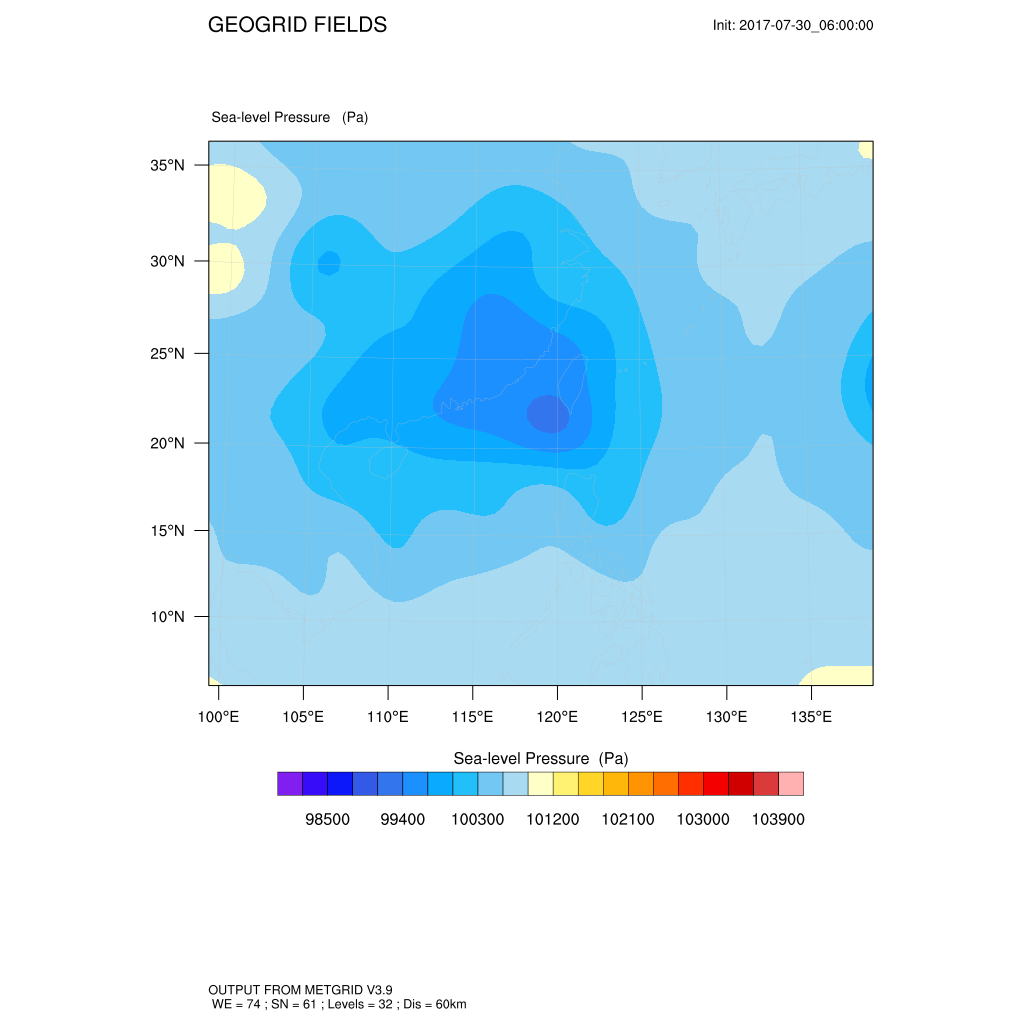 GEOGRID FIELDS
Init: 2017-07-30_06:00:00
Sea-level Pressure (Pa)
35°N
30°N
25°N
20°N
15°N
10°N
100°E 105°E 110°E 115°E 120°E 125°E 130°E 135°E
Sea-level Pressure (Pa)
98500 99400 100300 101200 102100 103000 103900
OUTPUT FROM METGRID V3.9
WE = 74 ; SN = 61 ; Levels = 32 ; Dis = 60km